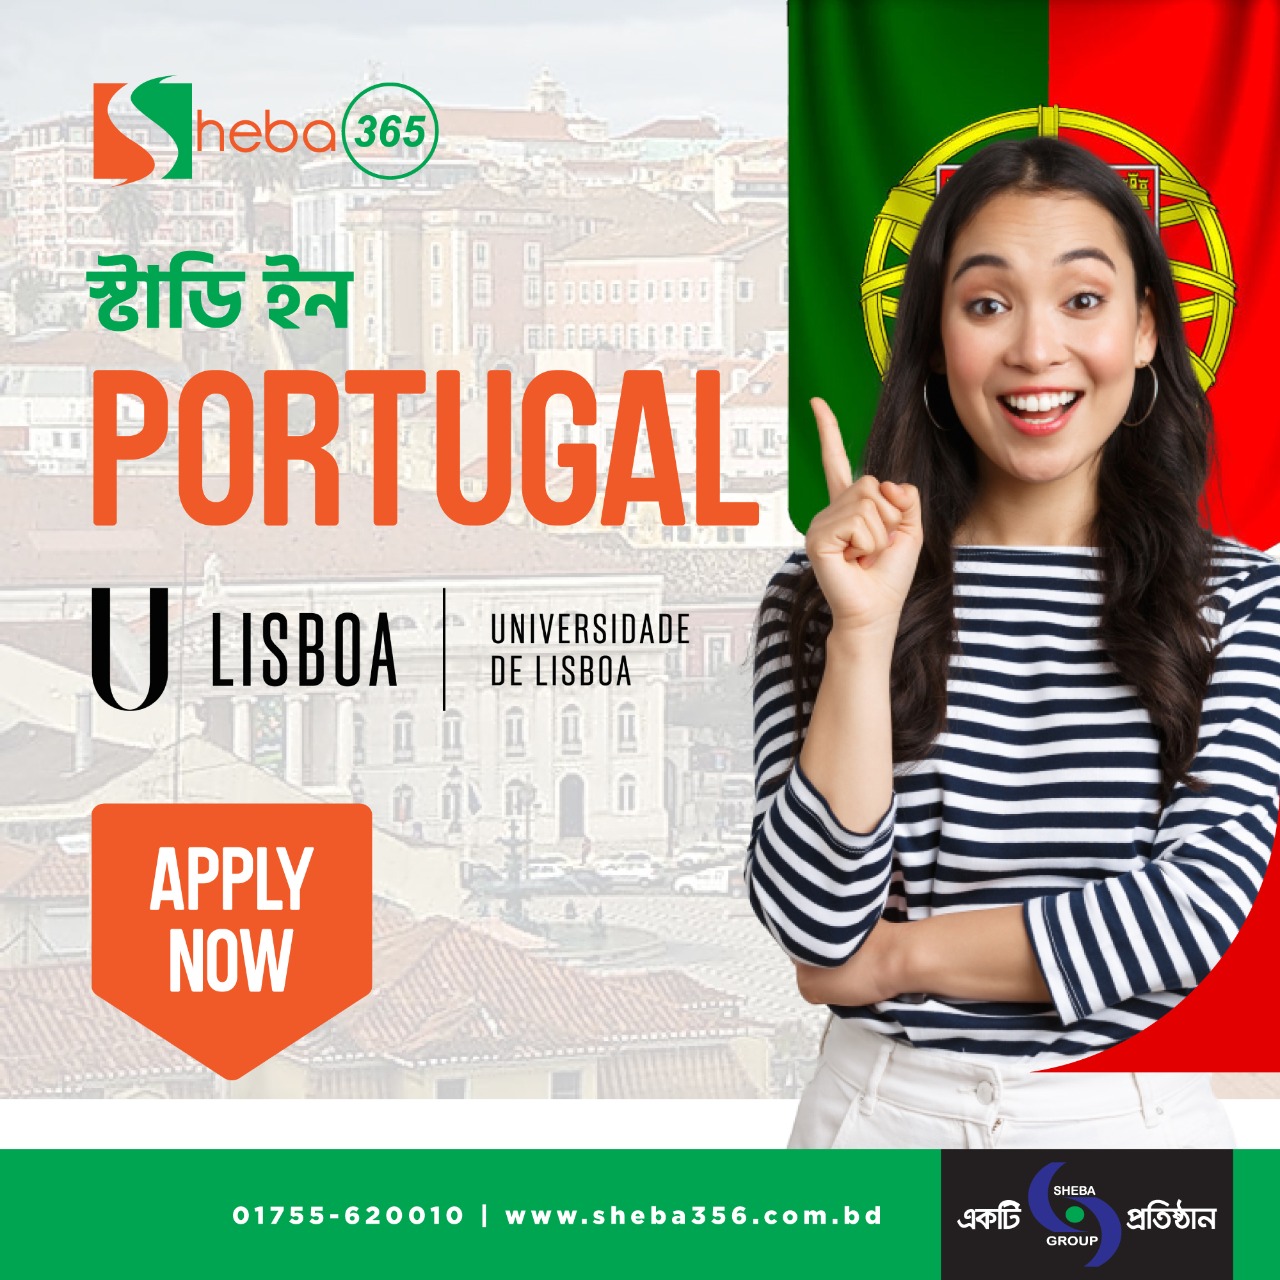 Sheba 365
স্টাডি ইন
PORTUGAL
U LISBOA | UNIVERSIDADE
DE LISBOA
APPLY
NOW
01755-620010 | www.sheba356.com.bd
একটি SHEBA GROUP প্রতিষ্ঠান